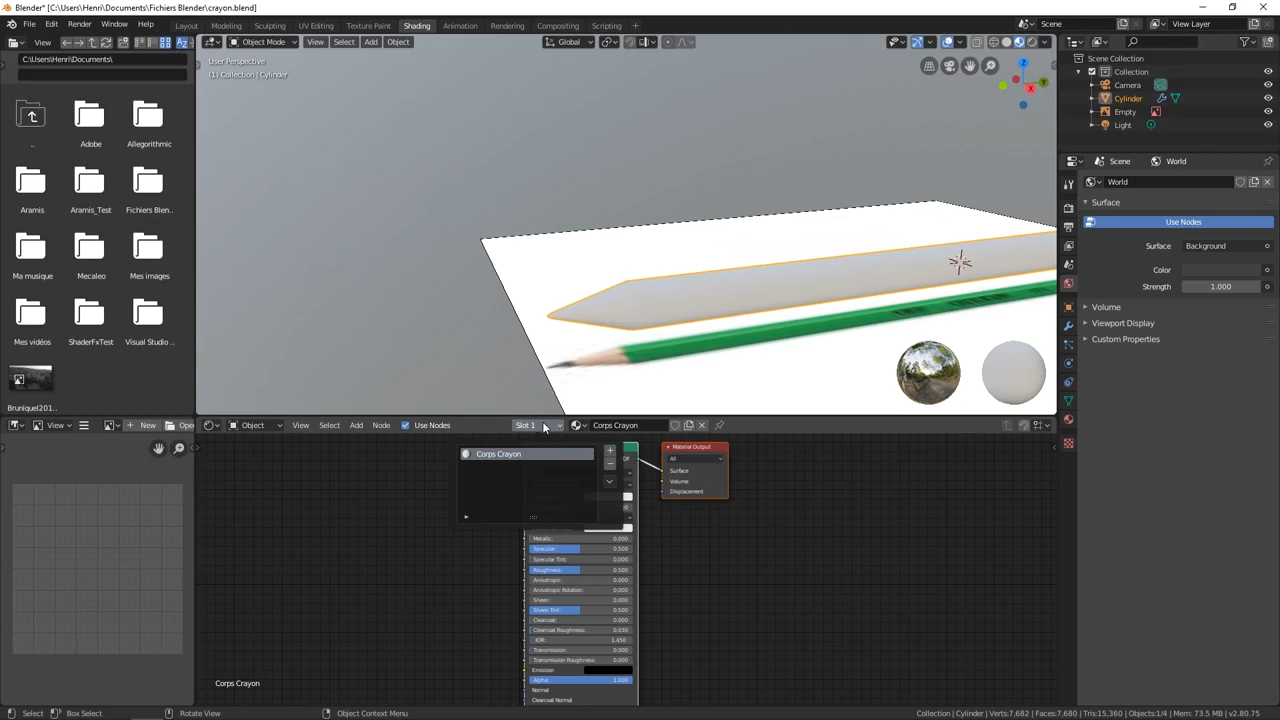 Blender* [C:\Users\Henri\Documents\Fichiers Blender\crayon.blend]
File Edit Render Window Help Layout Modeling Sculpting UV Editing Texture Paint Shading Animation Rendering Compositing Scripting Scene View Layer
View Object Mode View Select Add Object Global
C:\Users\Henri\Documents\
User Perspective
(1) Collection | Cylinder
.. Adobe Allegorithmic
Aramis Aramis_Test Fichiers Blen..
Ma musique Mecaleo Mes images
Mes vidéos ShaderFxTest Visual Studio ..
Bruniquel201..
Z
Y
X
Scene Collection
Collection
Camera
Cylinder
Empty
Light
Scene World
World
Surface
Use Nodes
Surface Background
Color
Strength 1.000
Volume
Viewport Display
Custom Properties
View New Open Object View Select Add Node Use Nodes Slot 1 Corps Crayon
Corps Crayon
Material Output
All
Surface
Volume
Displacement
Metallic: 0.000
Specular: 0.500
Specular Tint: 0.000
Roughness: 0.500
Anisotropic: 0.000
Anisotropic Rotation: 0.000
Sheen: 0.000
Sheen Tint: 0.500
Clearcoat: 0.000
Clearcoat Roughness: 0.030
IOR: 1.450
Transmission: 0.000
Transmission Roughness: 0.000
Emission
Alpha: 1.000
Normal
Clearcoat Normal
Corps Crayon
Select Box Select Rotate View Object Context Menu Collection | Cylinder | Verts:7,682 | Faces:7,680 | Tris:15,360 | Objects:1/4 | Mem: 73.5 MB | v2.80.75